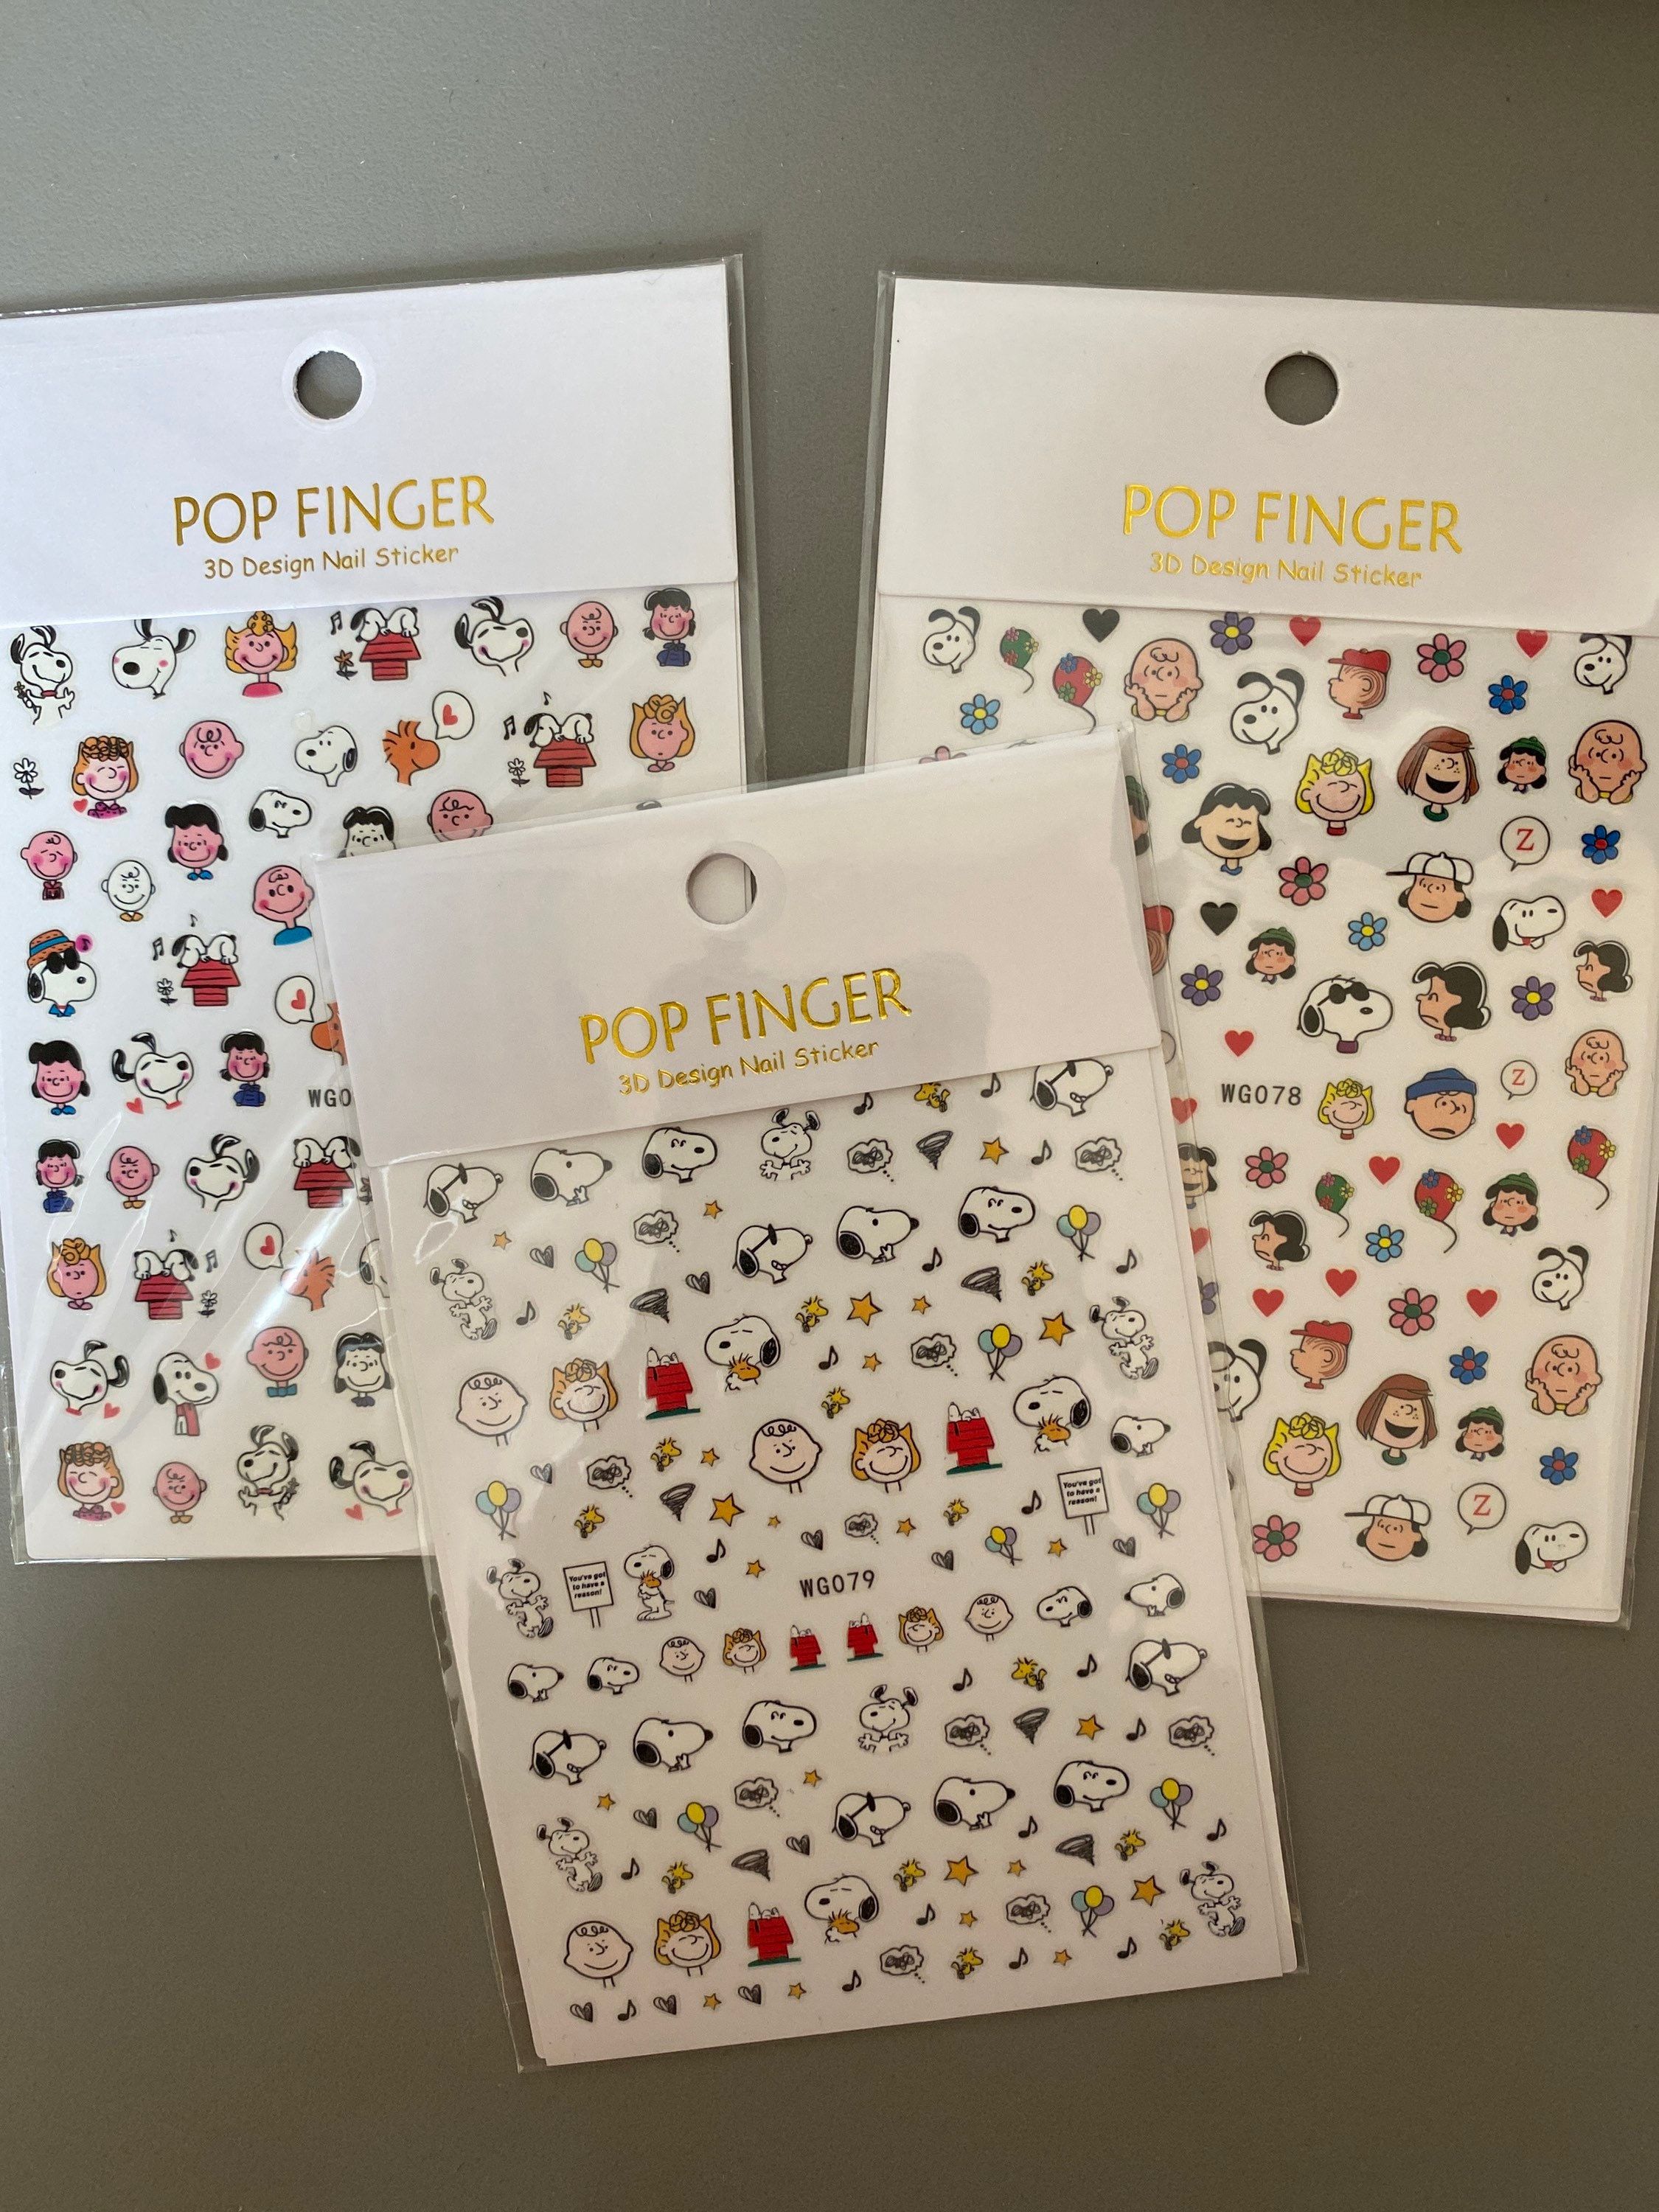 POP FINGER
3D Design Nail Sticker
WG0
POP FINGER
3D Design Nail Sticker
Z
WG078
Z
Z
POP FINGER
3D Design Nail Sticker
You've got
to have a
reason!
You've got
to have a
reason!
WG079